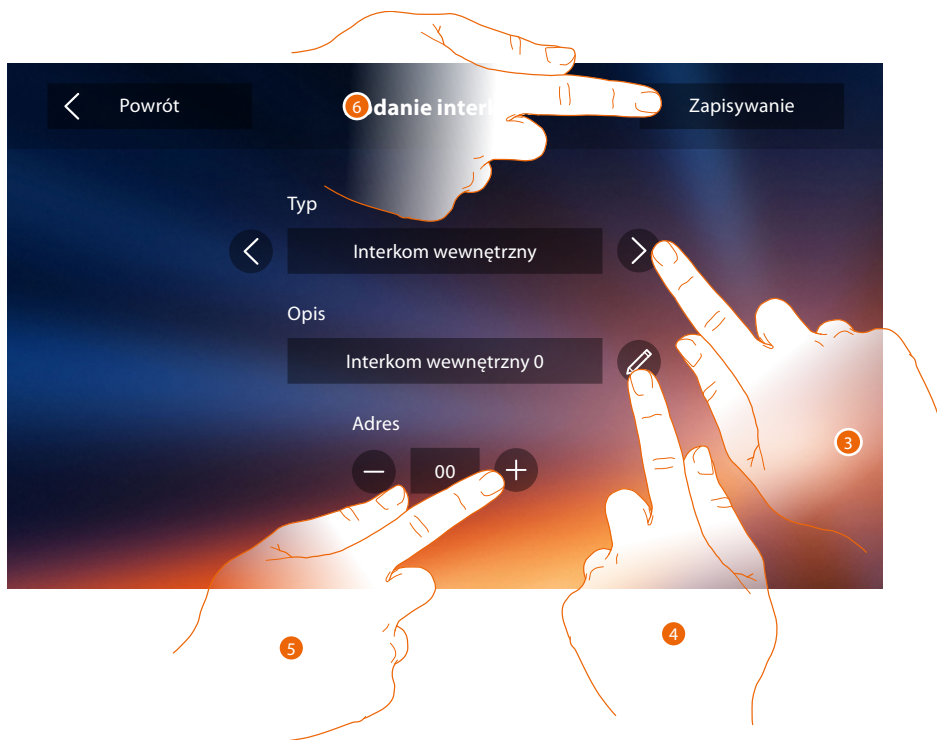 Powrót
6
danie inter
Zapisywanie
Typ
Interkom wewnętrzny
Opis
Interkom wewnętrzny 0
Adres
00
3
4
5